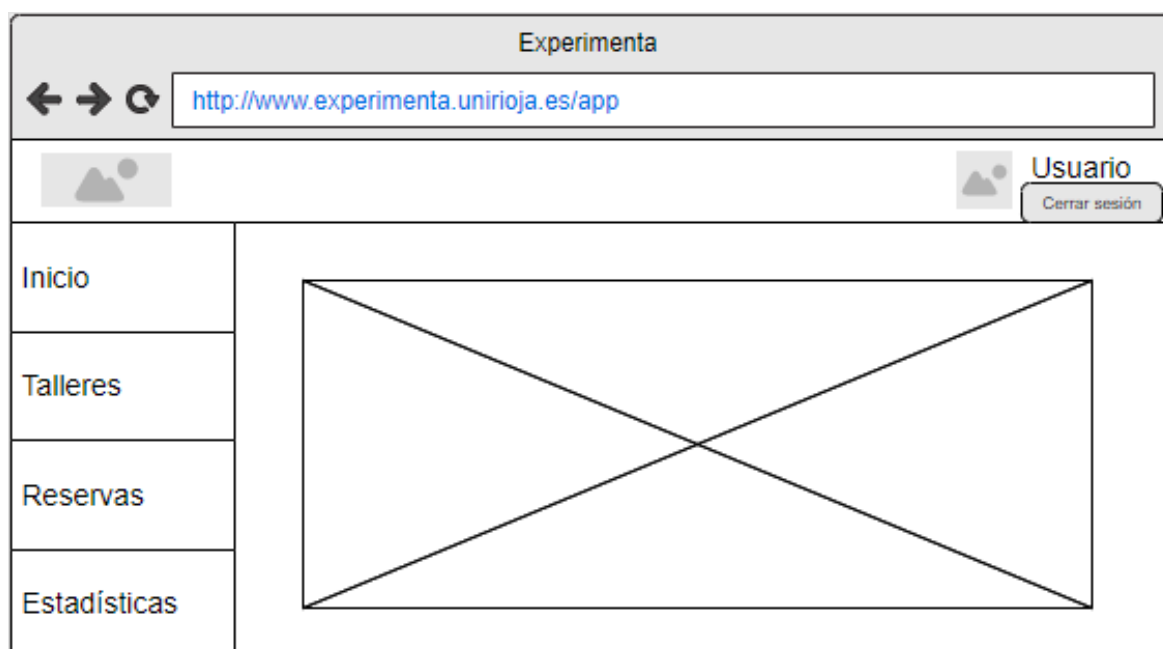 Experimenta
http://www.experimenta.unirioja.es/app
Usuario
Cerrar sesión
Inicio
Talleres
Reservas
Estadísticas